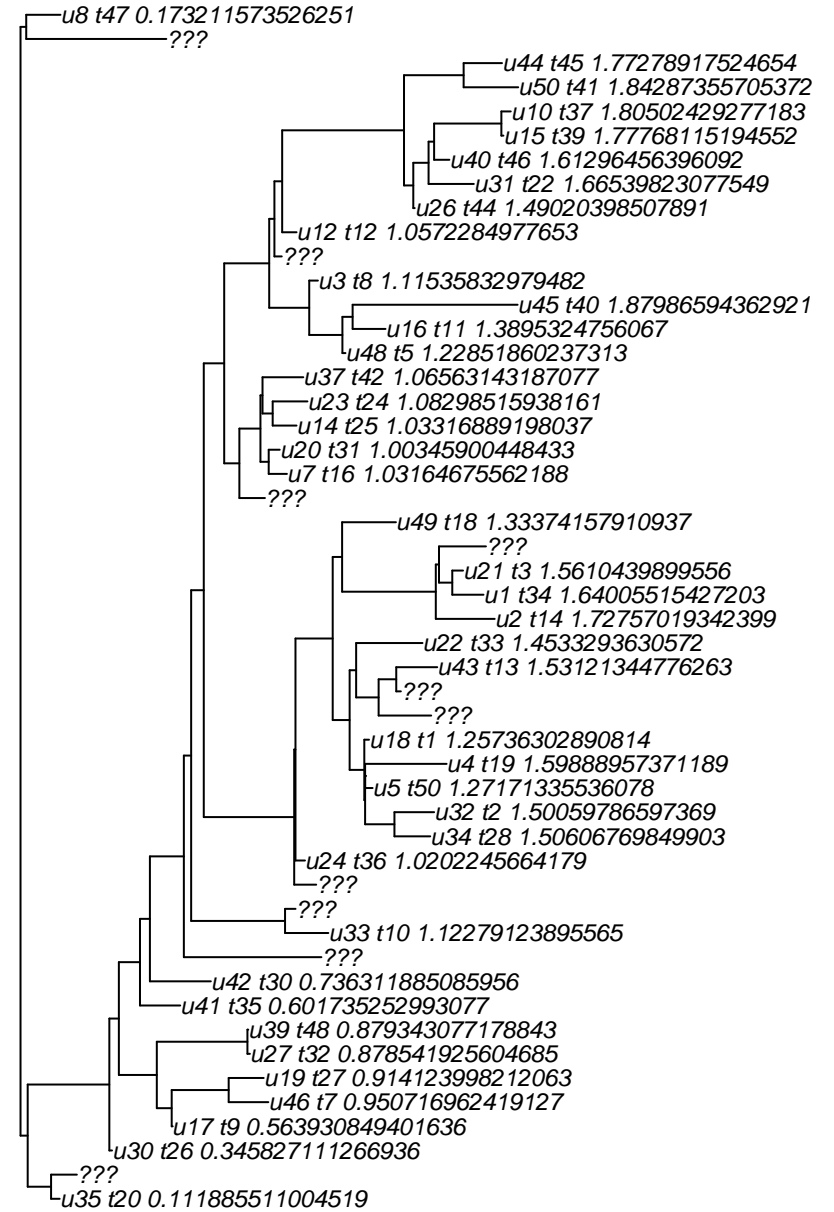 u8 t47 0.173211573526251
???
u44 t45 1.77278917524654
u50 t41 1.84287355705372
u10 t37 1.80502429277183
u15 t39 1.77768115194552
u40 t46 1.61296456396092
u31 t22 1.66539823077549
u26 t44 1.49020398507891
u12 t12 1.0572284977653
???
u3 t8 1.11535832979482
u45 t40 1.87986594362921
u16 t11 1.3895324756067
u48 t5 1.22851860237313
u37 t42 1.06563143187077
u23 t24 1.08298515938161
u14 t25 1.03316889198037
u20 t31 1.00345900448433
u7 t16 1.03164675562188
???
u49 t18 1.33374157910937
???
u21 t3 1.5610439899556
u1 t34 1.64005515427203
u2 t14 1.72757019342399
u22 t33 1.4533293630572
u43 t13 1.53121344776263
???
???
u18 t1 1.25736302890814
u4 t19 1.59888957371189
u5 t50 1.27171335536078
u32 t2 1.50059786597369
u34 t28 1.50606769849903
u24 t36 1.0202245664179
???
???
u33 t10 1.12279123895565
???
u42 t30 0.736311885085956
u41 t35 0.601735252993077
u39 t48 0.879343077178843
u27 t32 0.878541925604685
u19 t27 0.914123998212063
u46 t7 0.950716962419127
u17 t9 0.563930849401636
u30 t26 0.345827111266936
???
u35 t20 0.111885511004519